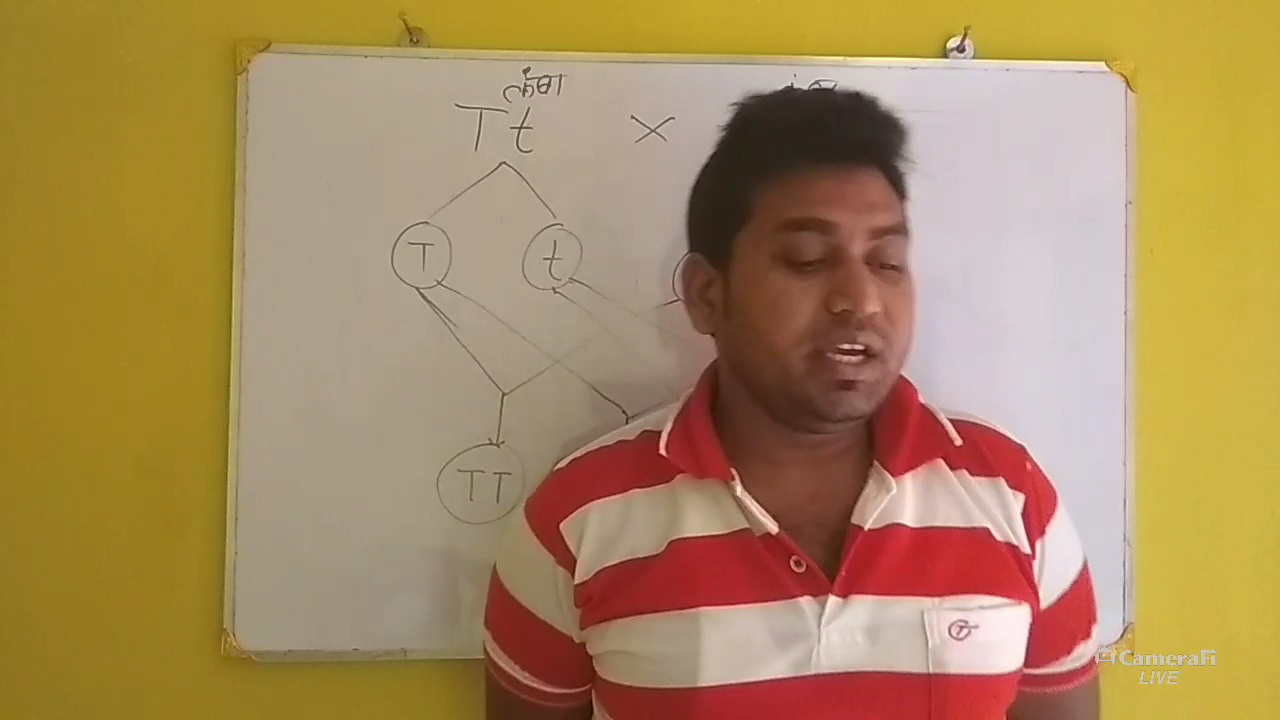 लंबा
Tt ×
T t
TT
CameraFi
LIVE